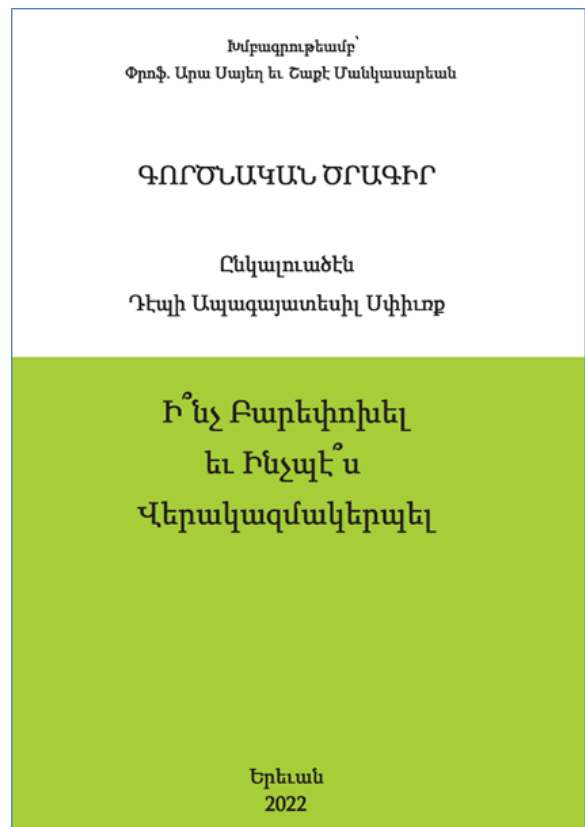 Խմբագրութեամբ՝
Փրոֆ. Արա Սայեղ եւ Շաքէ Մանկասարեան
ԳՈՐԾՆԱԿԱՆ ԾՐԱԳԻՐ
Ընկալուածէն
Դէպի Ապագայատեսիլ Սփիւռք
Ի՞նչ Բարեփոխել
եւ Ինչպէ՞ս
Վերակազմակերպել
Երեւան
2022